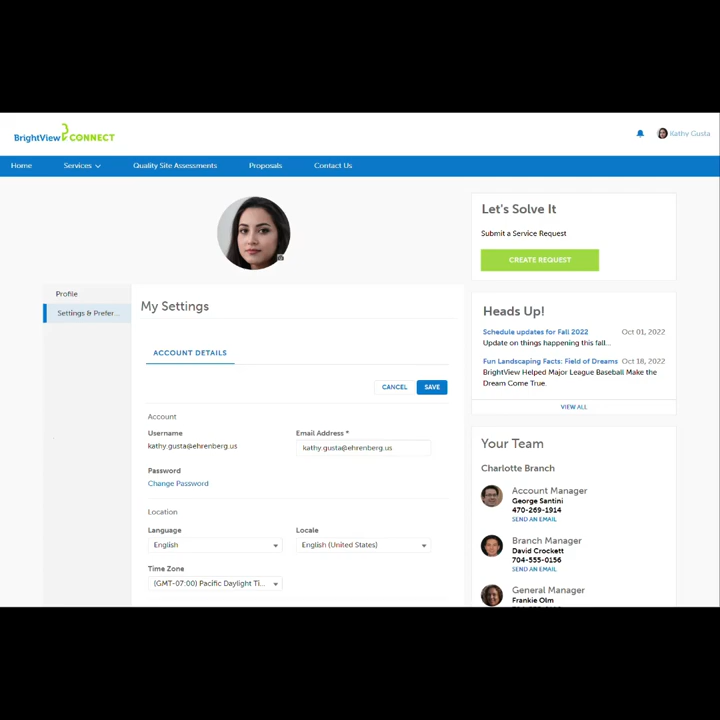 BrightView CONNECT
Kathy Gusta
Home Services Quality Site Assessments Proposals Contact Us
Let's Solve It
Submit a Service Request
CREATE REQUEST
Profile
Settings & Prefer...
My Settings
ACCOUNT DETAILS
CANCEL SAVE
Account
Username
kathy.gusta@ehrenberg.us
Email Address *
kathy.gusta@ehrenberg.us
Password
Change Password
Location
Language
English
Locale
English (United States)
Time Zone
(GMT-07:00) Pacific Daylight Ti...
Heads Up!
Schedule updates for Fall 2022 Oct 01, 2022
Update on things happening this fall...
Fun Landscaping Facts: Field of Dreams Oct 18, 2022
BrightView Helped Major League Baseball Make the
Dream Come True.
VIEW ALL
Your Team
Charlotte Branch
Account Manager
George Santini
470-269-1914
SEND AN EMAIL
Branch Manager
David Crockett
704-555-0156
SEND AN EMAIL
General Manager
Frankie Olm